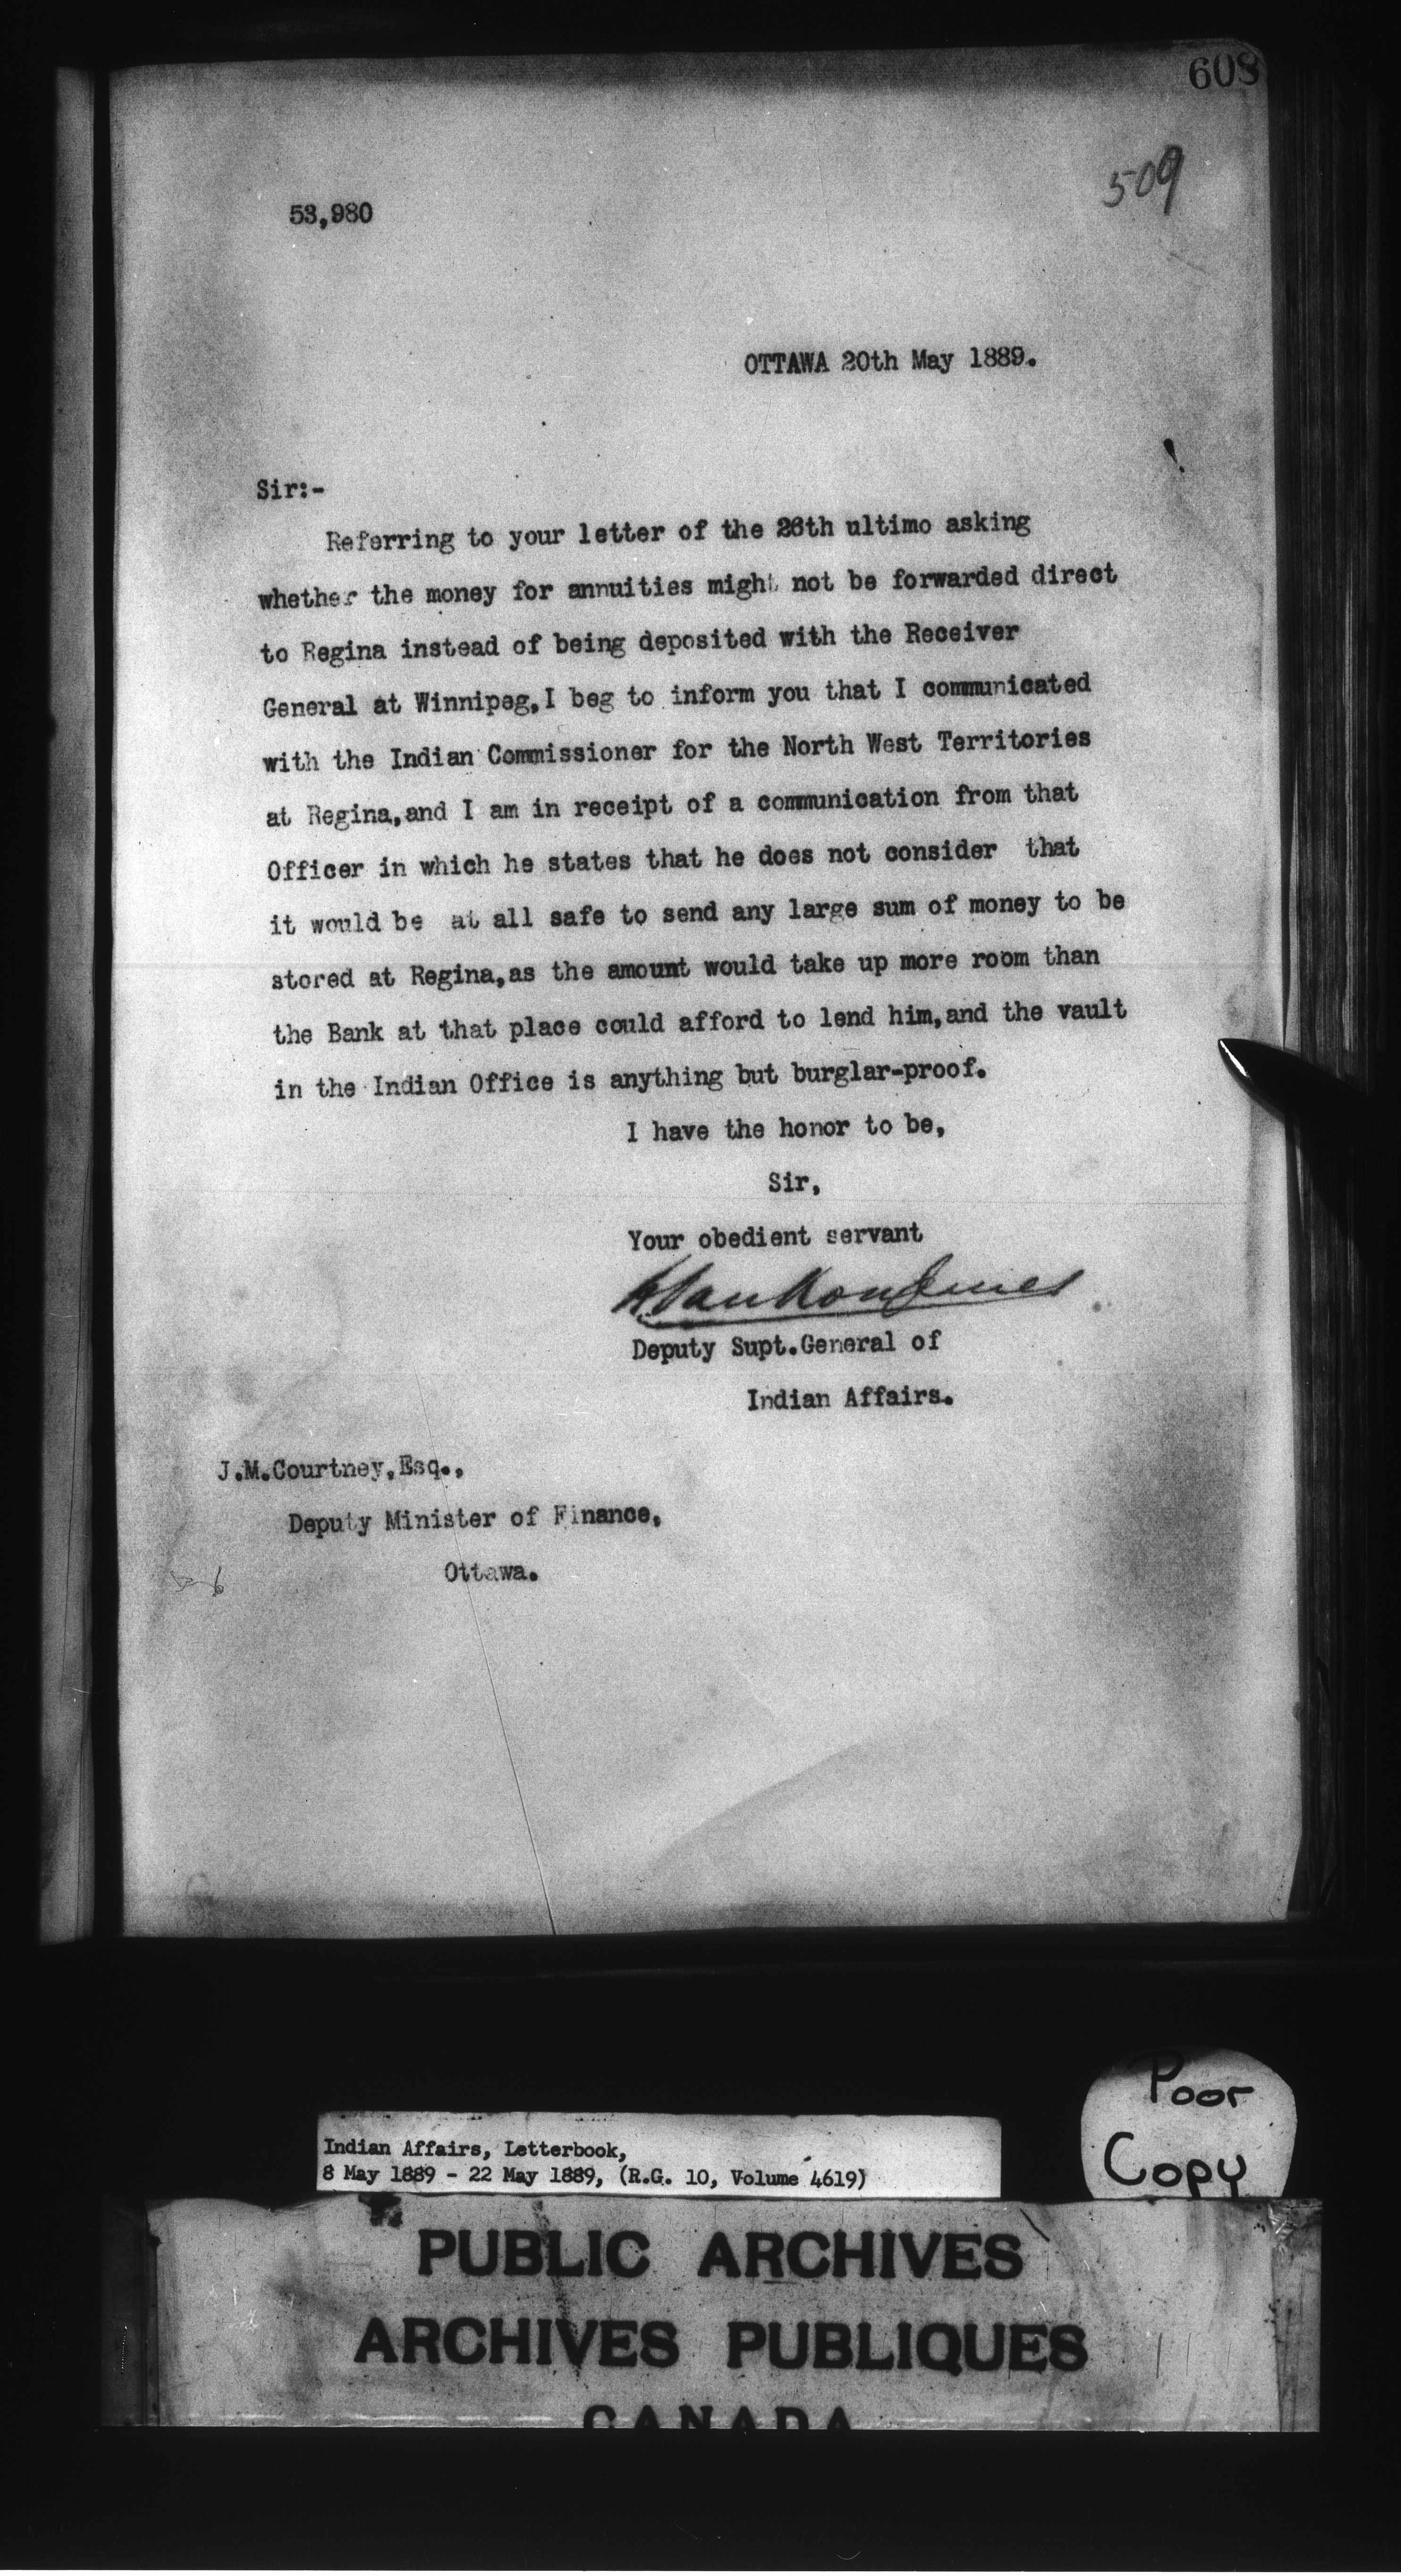 608
509
53,980
OTTAWA 20th May 1889.
Sir:-
Referring to your letter of the 26th ultimo asking
whether the money for annuities might not be forwarded direct
to Regina instead of being deposited with the Receiver
General at Winnipeg,I beg to inform you that I communicated
with the Indian Commissioner for the North West Territories
at Regina,and I am in receipt of a communication from that
Officer in which he states that he does not consider that
it would be at all safe to send any large sum of money to be
stored at Regina,as the amount would take up more room than
the Bank at that place could afford to lend him,and the vault
in the Indian Office is anything but burglar-proof.
I have the honor to be,
Sir,
Your obedient servant
L. Vankoughnet
Deputy Supt.General of
Indian Affairs.
J.M.Courtney,Esq.,
Deputy Minister of Finance,
Ottawa.
Poor
Copy
Indian Affairs, Letterbook,
8 May 1889 - 22 May 1889, (R.G. 10, Volume 4619)
PUBLIC ARCHIVES
ARCHIVES PUBLIQUES
CANADA